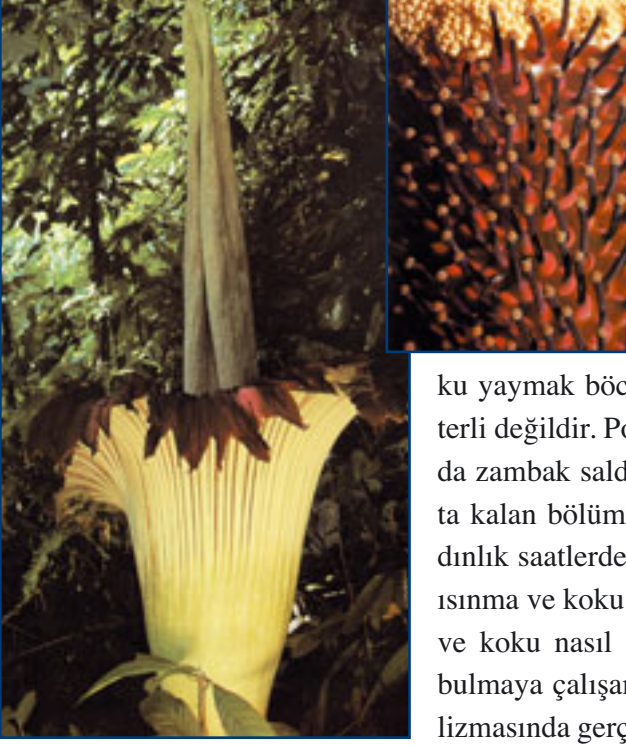 ku yaymak böc
terli değildir. Po
da zambak sald
ta kalan bölüm
dınlık saatlerde
ısınma ve koku
ve koku nasıl
bulmaya çalışar
lizmasında gerç